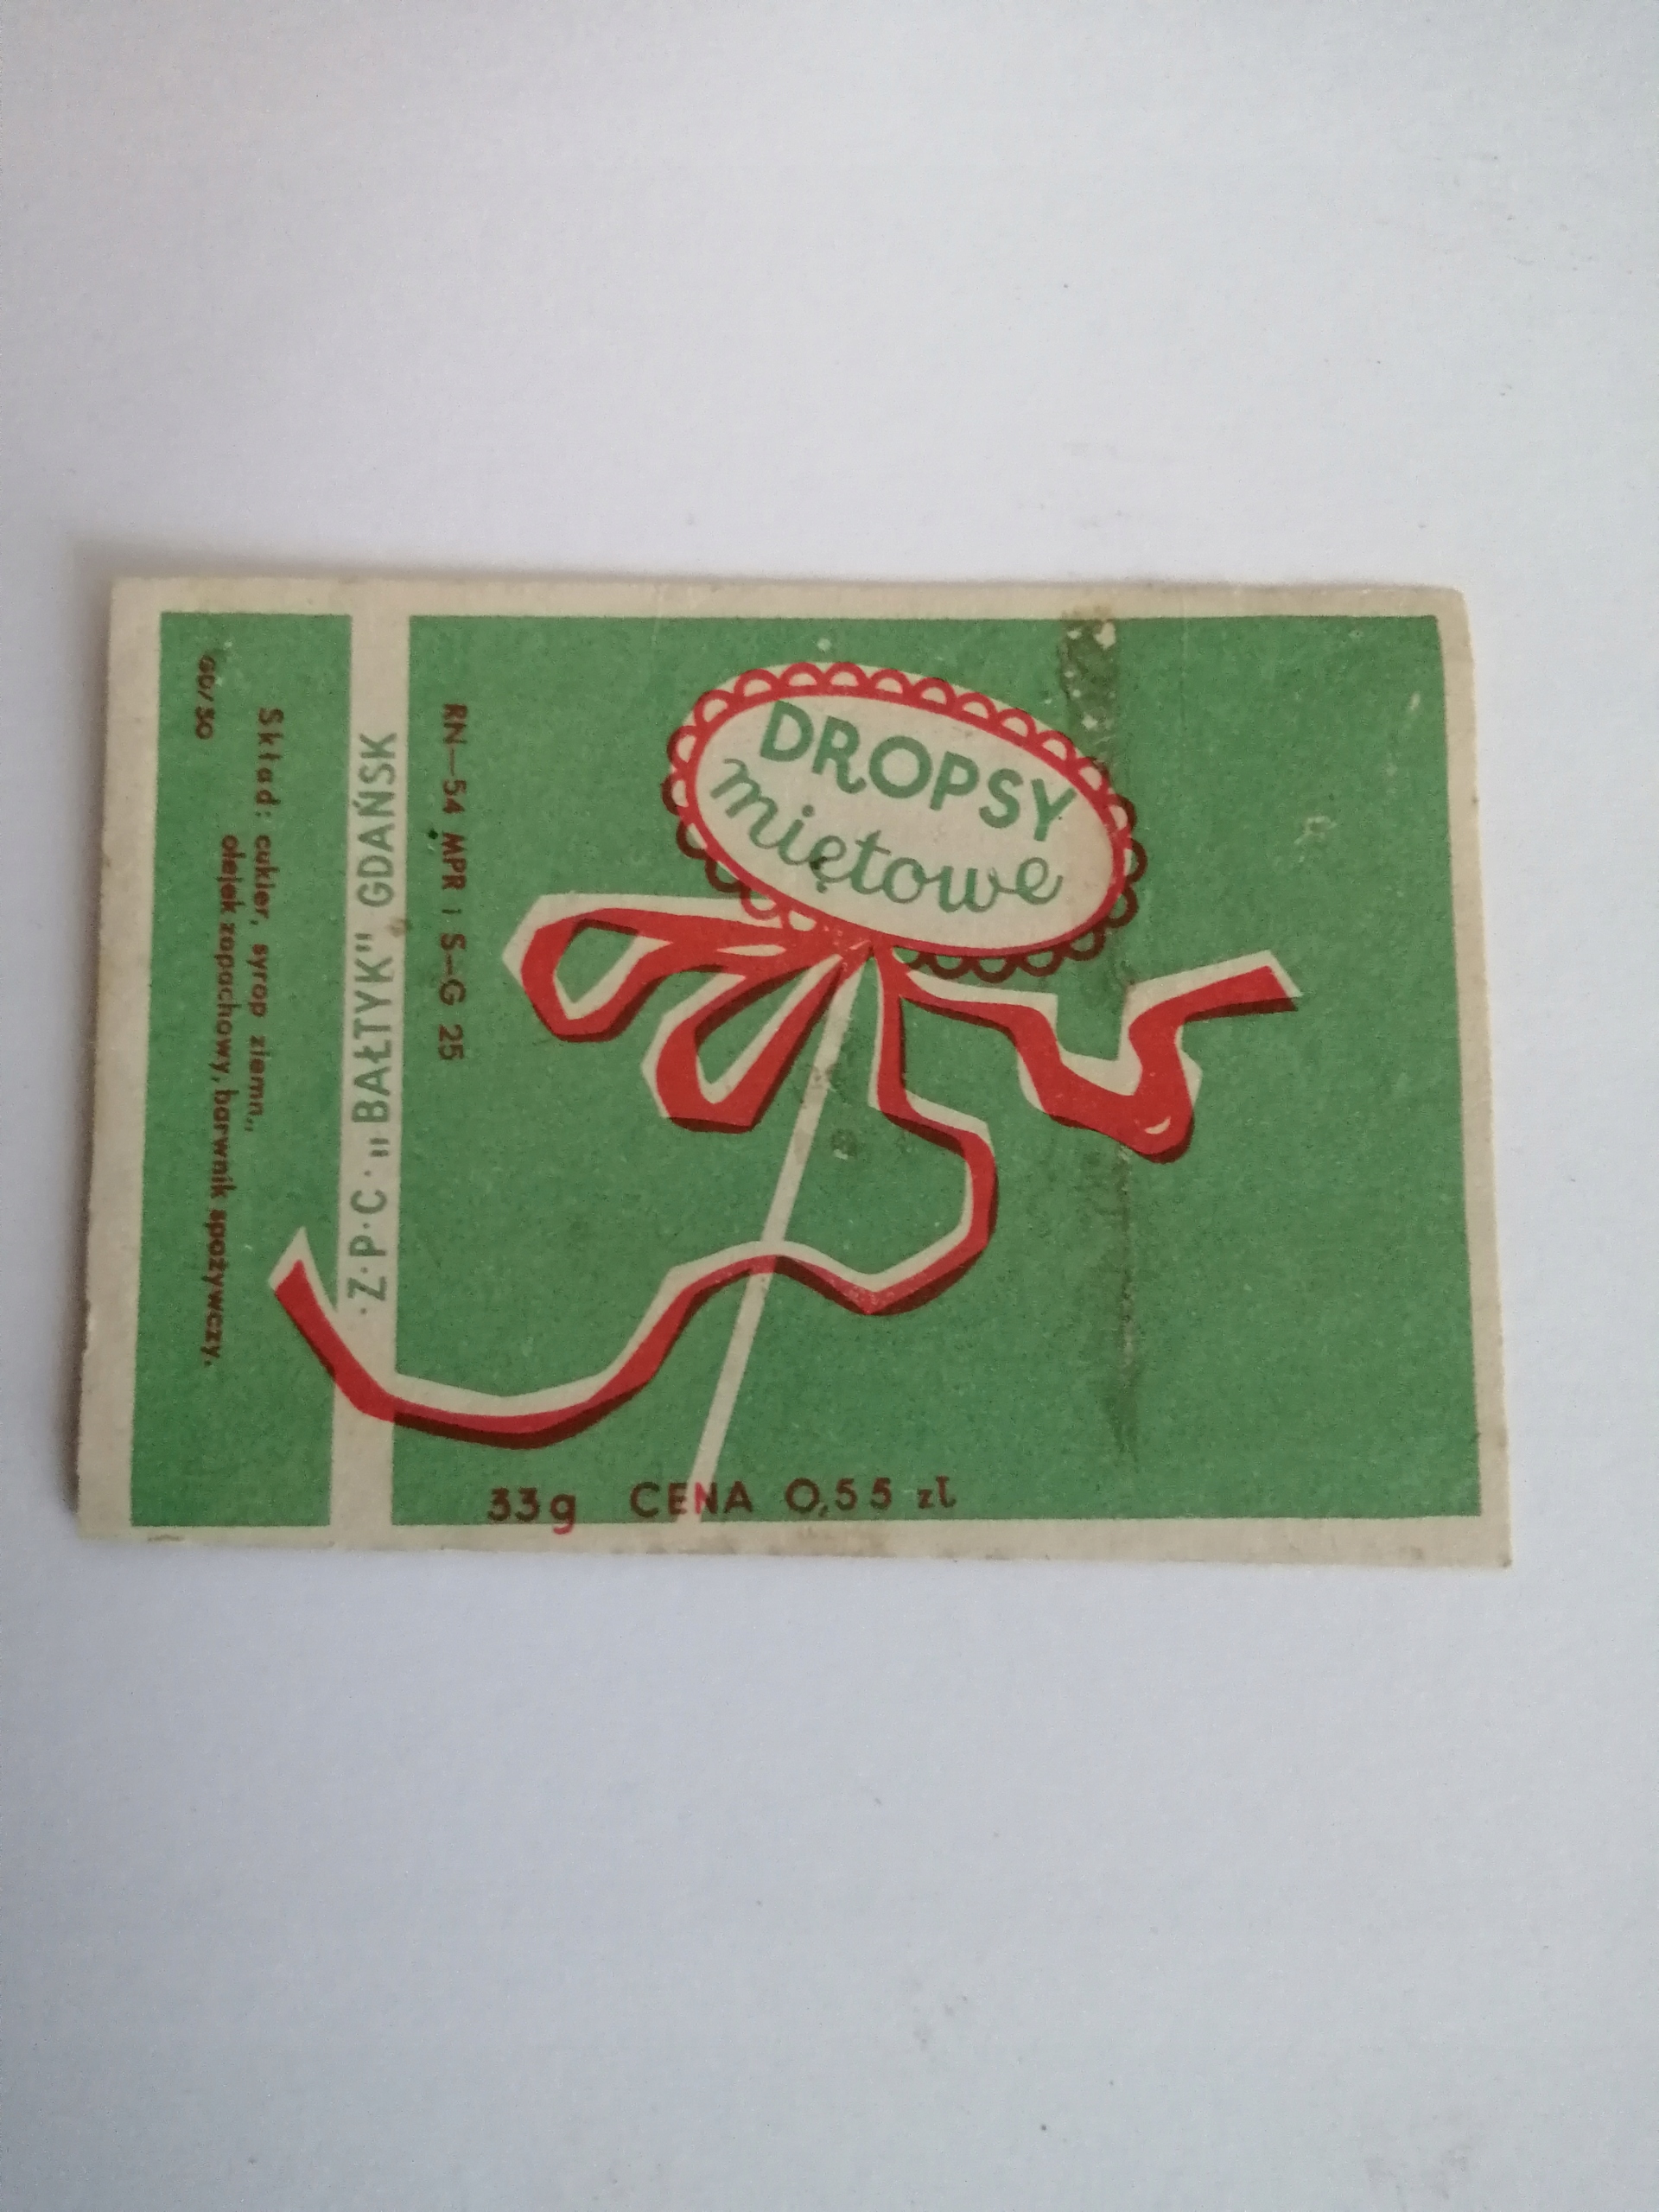 DROPSY
miętowe
33g CENA 0,55 zł
RN—54 MPR i S—G 25
·Z·P·C· „BAŁTYK" GDAŃSK
Skład: cukier, syrop ziemn.,
olejek zapachowy, barwnik spożywczy.
GD/50